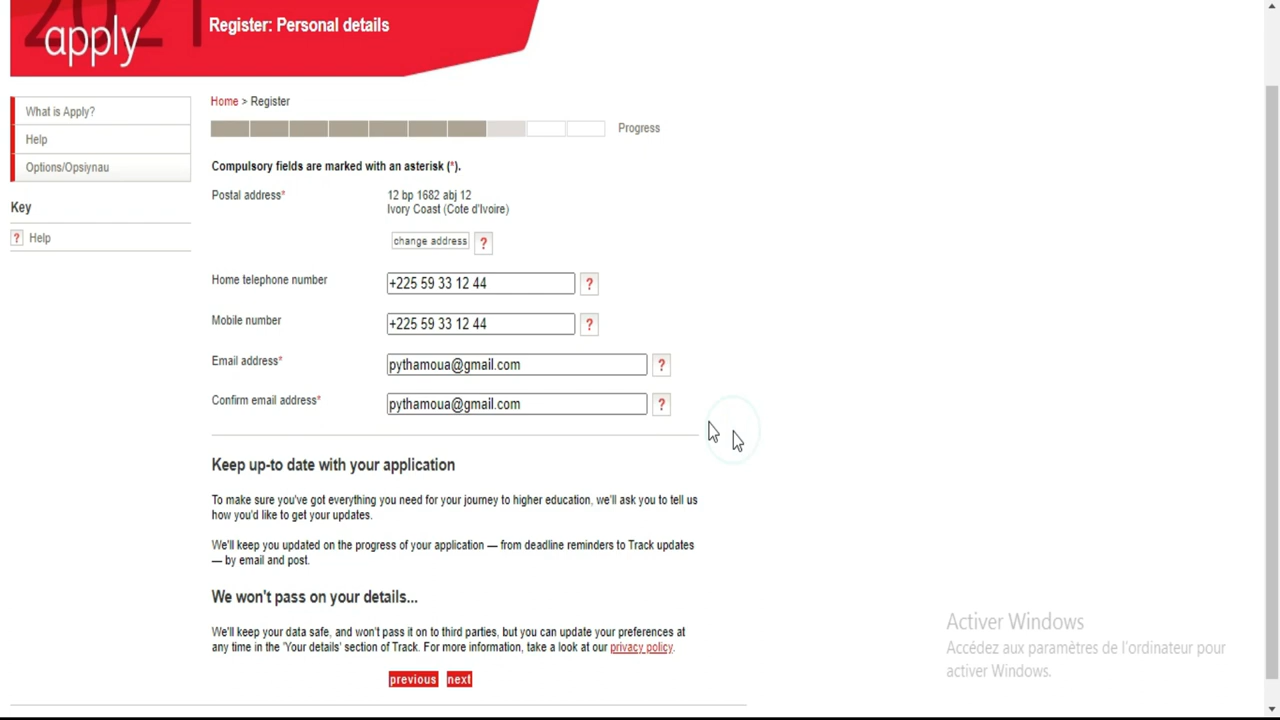 2021
apply
Register: Personal details
What is Apply?
Help
Options/Opsiynau
Key
? Help
Home > Register
Progress
Compulsory fields are marked with an asterisk (*).
Postal address*
12 bp 1682 abj 12
Ivory Coast (Cote d'Ivoire)
change address ?
Home telephone number +225 59 33 12 44 ?
Mobile number +225 59 33 12 44 ?
Email address* pythamoua@gmail.com ?
Confirm email address* pythamoua@gmail.com ?
Keep up-to date with your application
To make sure you've got everything you need for your journey to higher education, we'll ask you to tell us
how you'd like to get your updates.
We'll keep you updated on the progress of your application — from deadline reminders to Track updates
— by email and post.
We won't pass on your details...
We'll keep your data safe, and won't pass it on to third parties, but you can update your preferences at
any time in the 'Your details' section of Track. For more information, take a look at our privacy policy.
previous next
Activer Windows
Accédez aux paramètres de l'ordinateur pour
activer Windows.